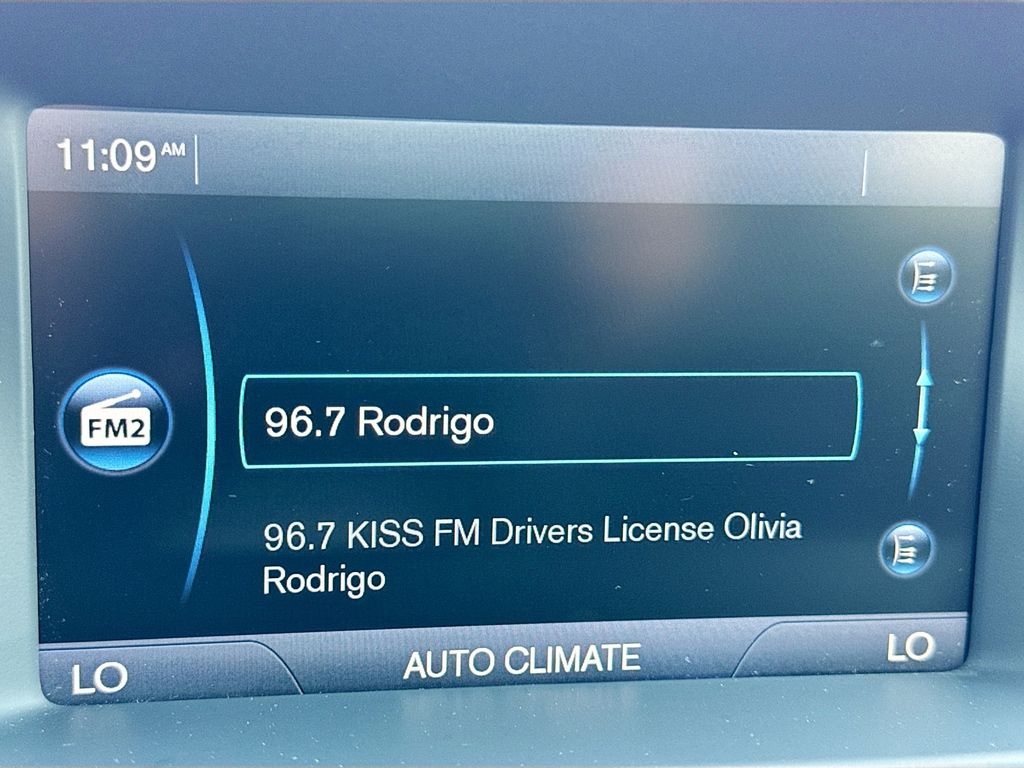 11:09 AM
FM2
96.7 Rodrigo
96.7 KISS FM Drivers License Olivia
Rodrigo
LO
AUTO CLIMATE
LO